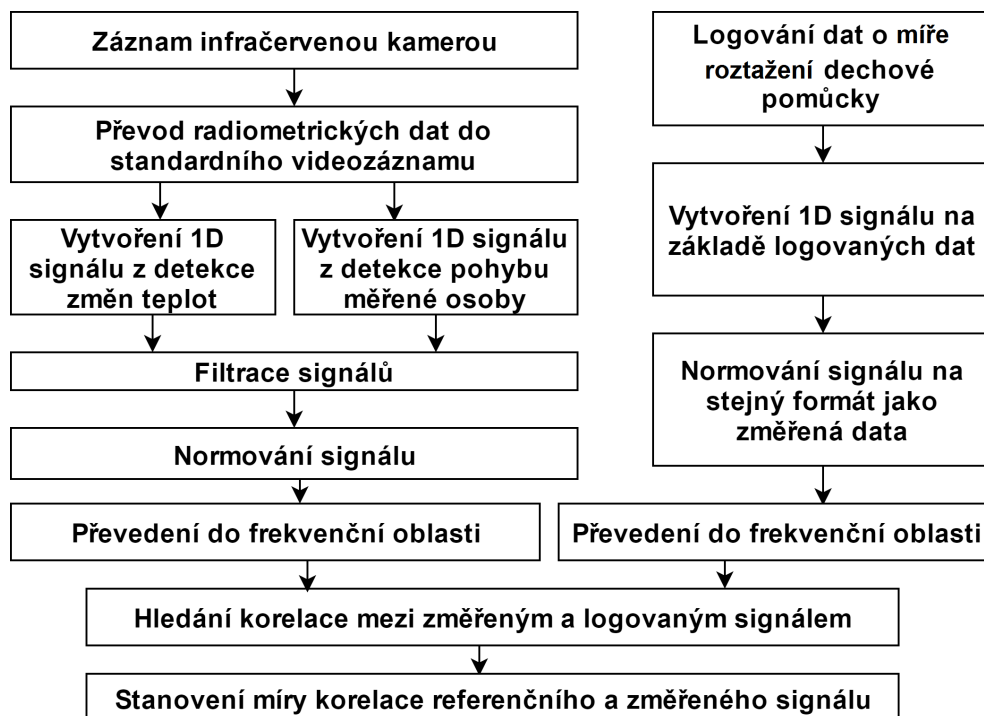 Záznam infračervenou kamerou
Převod radiometrických dat do
standardního videozáznamu
Vytvoření 1D
signálu z detekce
změn teplot
Vytvoření 1D signálu
z detekce pohybu
měřené osoby
Filtrace signálů
Normování signálu
Převedení do frekvenční oblasti
Logování dat o míře
roztažení dechové
pomůcky
Vytvoření 1D signálu na
základě logovaných dat
Normování signálu na
stejný formát jako
změřená data
Převedení do frekvenční oblasti
Hledání korelace mezi změřeným a logovaným signálem
Stanovení míry korelace referenčního a změřeného signálu